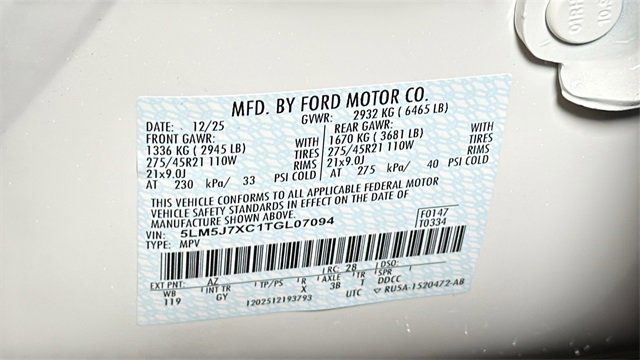 MFD. BY FORD MOTOR CO.
DATE: 12/25 GVWR: 2932 KG ( 6465 LB)
FRONT GAWR: REAR GAWR:
1336 KG ( 2945 LB) WITH 1670 KG ( 3681 LB) WITH
275/45R21 110W TIRES 275/45R21 110W TIRES
21x9.0J RIMS 21x9.0J RIMS
AT 230 kPa/ 33 PSI COLD AT 275 kPa/ 40 PSI COLD
THIS VEHICLE CONFORMS TO ALL APPLICABLE FEDERAL MOTOR
VEHICLE SAFETY STANDARDS IN EFFECT ON THE DATE OF
MANUFACTURE SHOWN ABOVE.
VIN: 5LM5J7XC1TGL07094 F0147
TYPE: MPV T0334
EXT PNT: AZ RC: 28 DSO:
WB INT TR TP/PS R AXLE TR SPR
119 GY X 3B 1 DDCC
1202512193793 UTC RUSA-1520472-AB